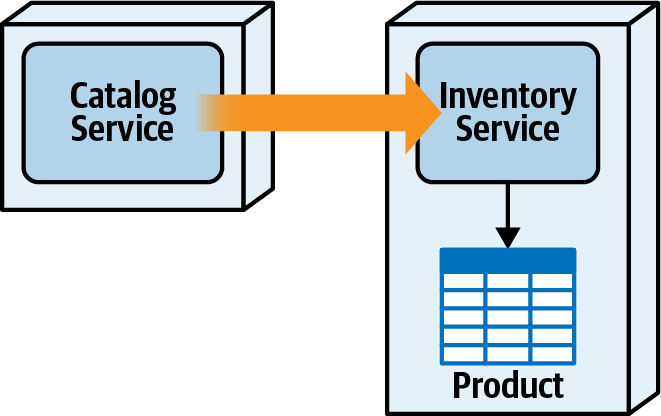 Catalog
Service
Inventory
Service
Product